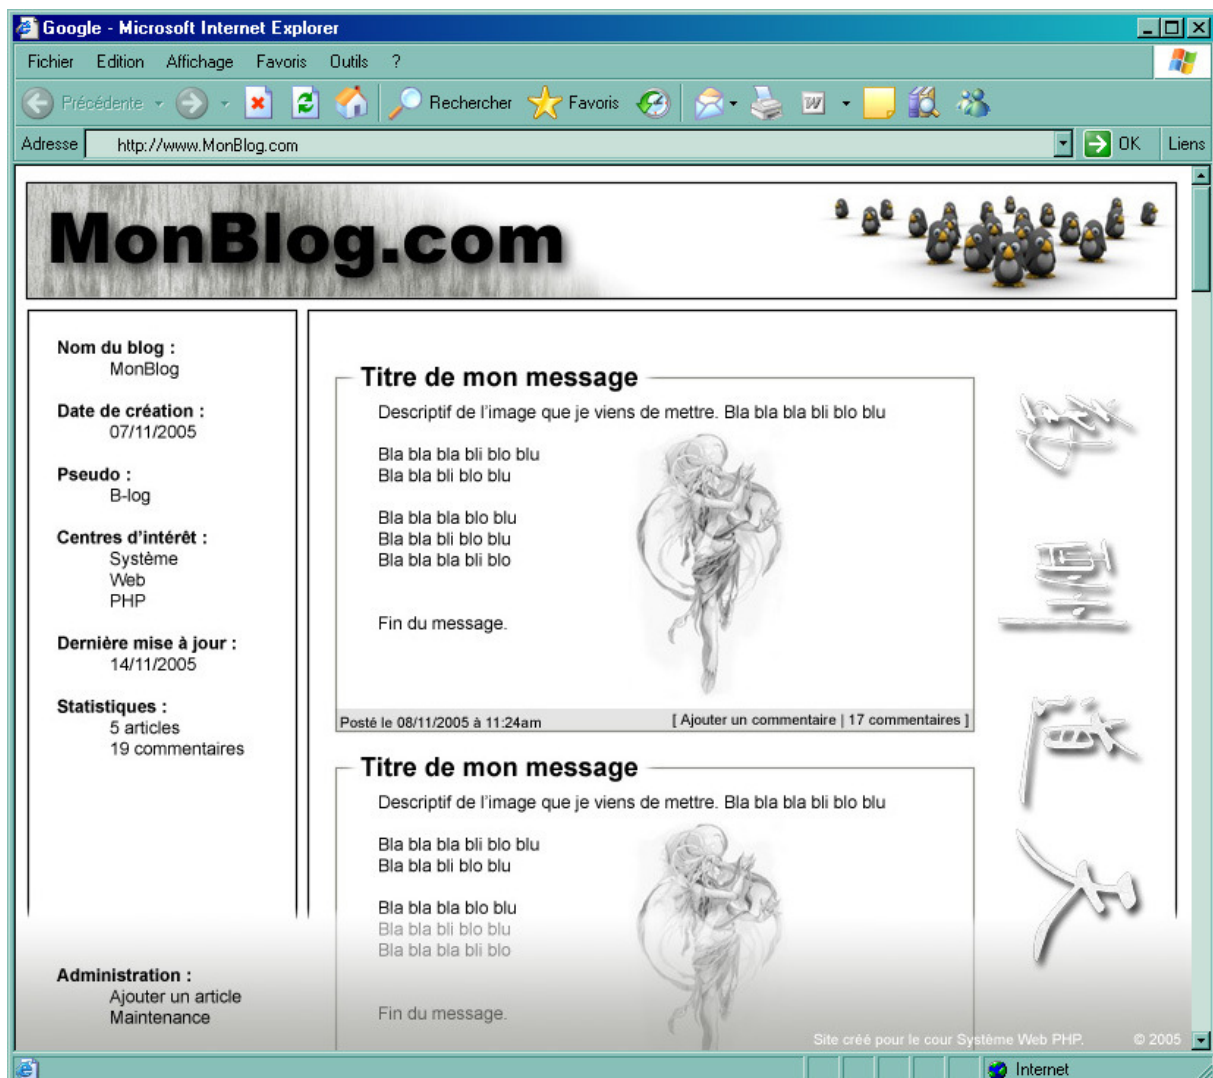 Google - Microsoft Internet Explorer
Fichier Edition Affichage Favoris Outils ?
Précédente Rechercher Favoris
Adresse http://www.MonBlog.com OK Liens
MonBlog.com
Nom du blog :
MonBlog
Date de création :
07/11/2005
Pseudo :
B-log
Centres d'intérêt :
Système
Web
PHP
Dernière mise à jour :
14/11/2005
Statistiques :
5 articles
19 commentaires
Administration :
Ajouter un article
Maintenance
Titre de mon message
Descriptif de l'image que je viens de mettre. Bla bla bla bli blo blu
Bla bla bla bli blo blu
Bla bla bli blo blu
Bla bla bla blo blu
Bla bla bli blo blu
Bla bla bla bli blo
Fin du message.
Posté le 08/11/2005 à 11:24am [ Ajouter un commentaire | 17 commentaires ]
Titre de mon message
Descriptif de l'image que je viens de mettre. Bla bla bla bli blo blu
Bla bla bla bli blo blu
Bla bla bli blo blu
Bla bla bla blo blu
Bla bla bli blo blu
Bla bla bla bli blo
Fin du message.
Site créé pour le cour Système Web PHP. © 2005
Internet